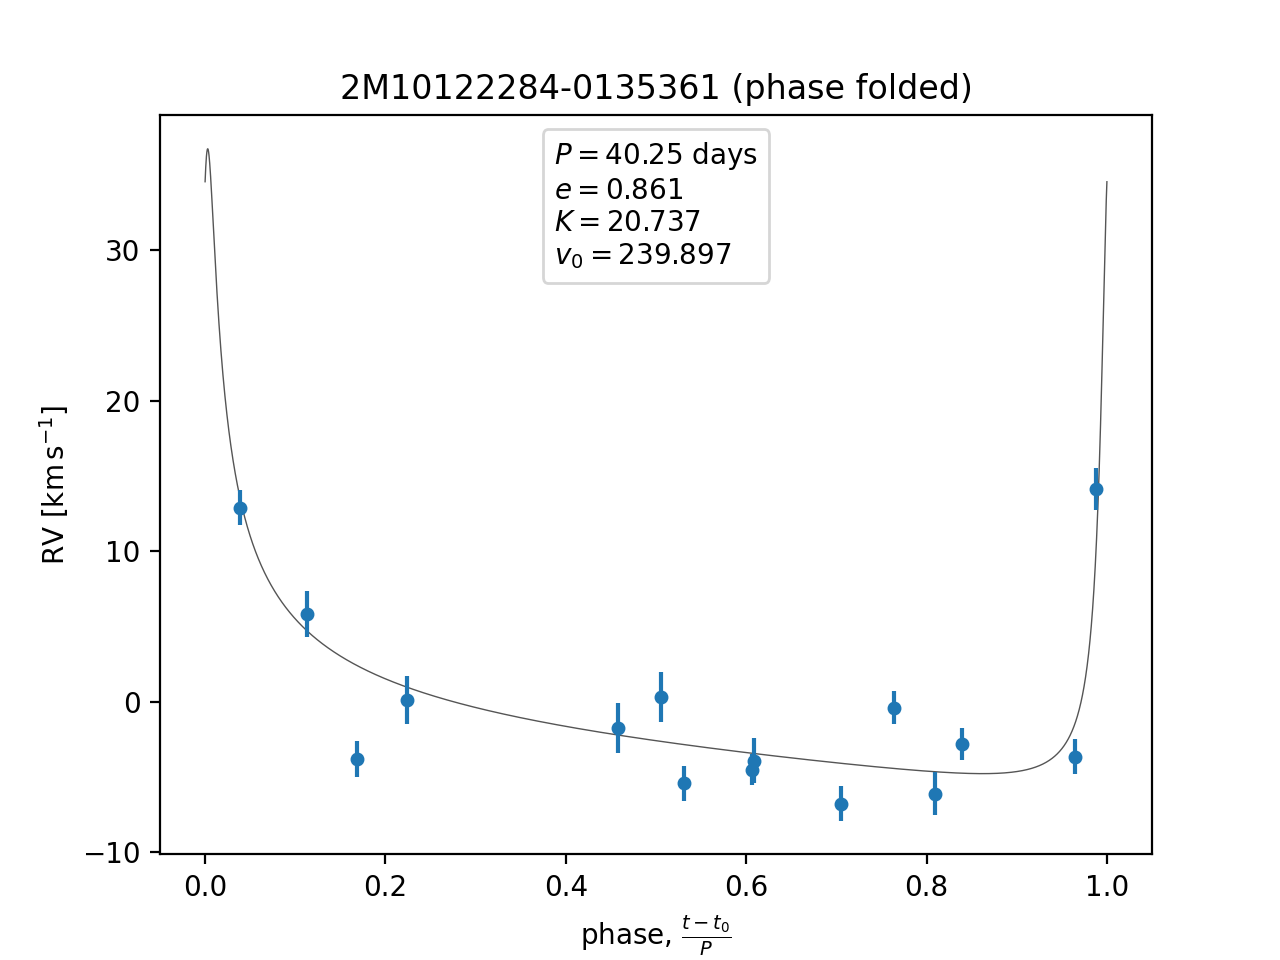 2M10122284-0135361 (phase folded)
P = 40.25 days
e = 0.861
K = 20.737
v₀ = 239.897
30
20
10
0
−10
RV [km s⁻¹]
0.0 0.2 0.4 0.6 0.8 1.0
phase, (t − t₀)/P